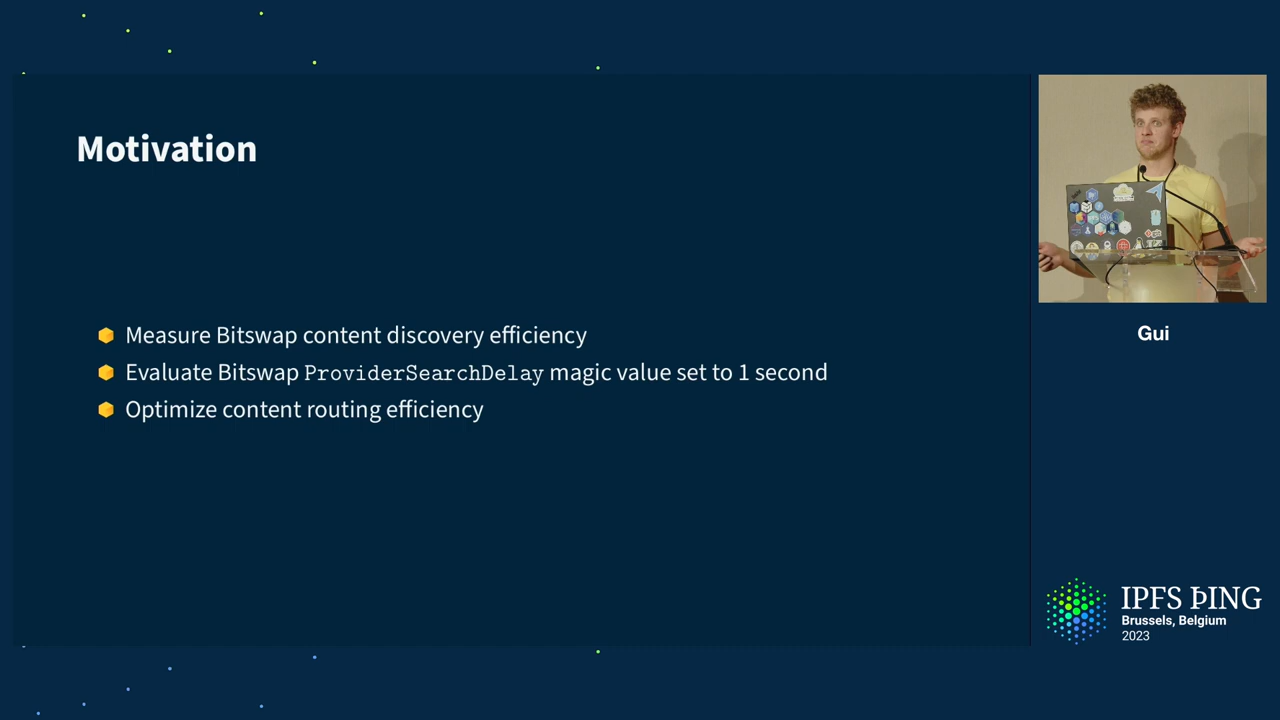 Motivation
Measure Bitswap content discovery efficiency
Evaluate Bitswap ProviderSearchDelay magic value set to 1 second
Optimize content routing efficiency
Gui
IPFS ÞING
Brussels, Belgium
2023